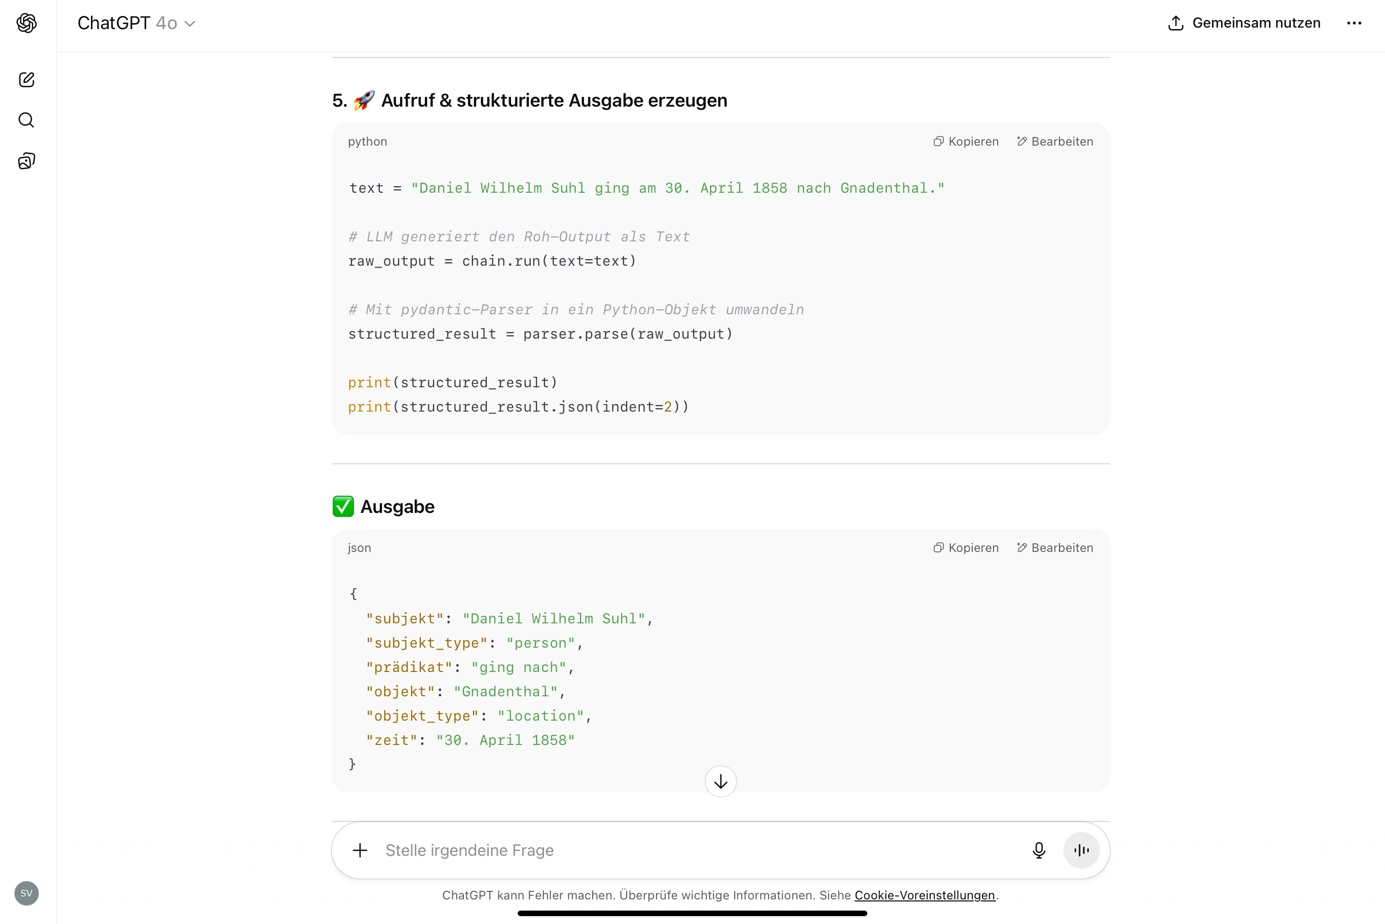 ChatGPT 4o
Gemeinsam nutzen
5. 🚀 Aufruf & strukturierte Ausgabe erzeugen
python
Kopieren
Bearbeiten
text = "Daniel Wilhelm Suhl ging am 30. April 1858 nach Gnadenthal."
# LLM generiert den Roh-Output als Text
raw_output = chain.run(text=text)
# Mit pydantic-Parser in ein Python-Objekt umwandeln
structured_result = parser.parse(raw_output)
print(structured_result)
print(structured_result.json(indent=2))
✅ Ausgabe
json
Kopieren
Bearbeiten
{
"subjekt": "Daniel Wilhelm Suhl",
"subjekt_type": "person",
"prädikat": "ging nach",
"objekt": "Gnadenthal",
"objekt_type": "location",
"zeit": "30. April 1858"
}
Stelle irgendeine Frage
SV
ChatGPT kann Fehler machen. Überprüfe wichtige Informationen. Siehe Cookie-Voreinstellungen.